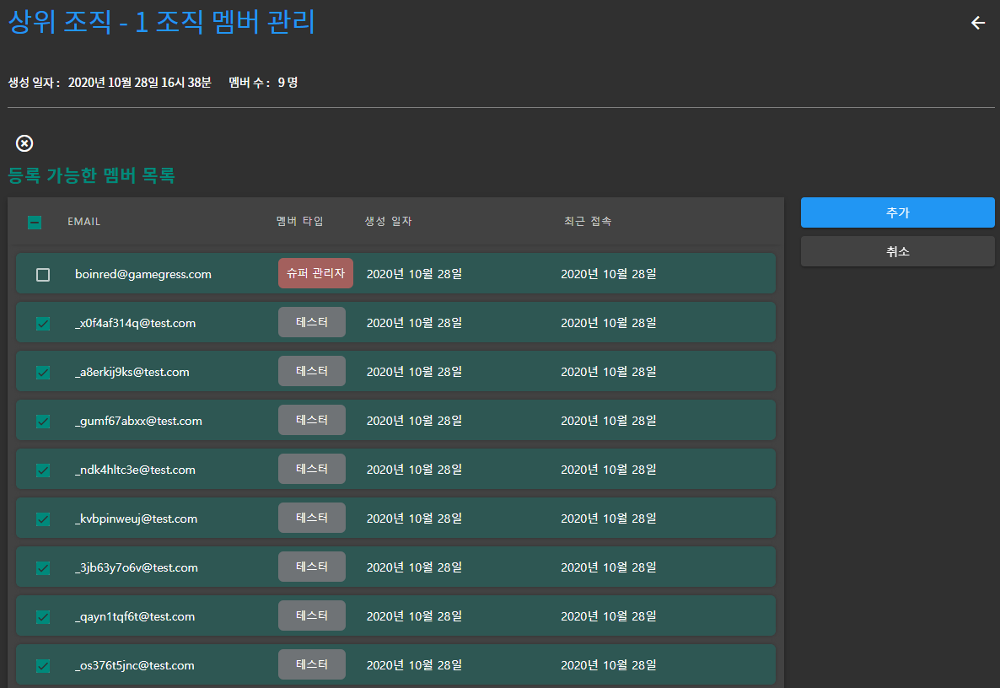 상위 조직 - 1 조직 멤버 관리
생성 일자 : 2020년 10월 28일 16시 38분 멤버 수 : 9 명
등록 가능한 멤버 목록
EMAIL 멤버 타입 생성 일자 최근 접속
추가
취소
boinred@gamegress.com 슈퍼 관리자 2020년 10월 28일 2020년 10월 28일
_x0f4af314q@test.com 테스터 2020년 10월 28일 2020년 10월 28일
_a8erkij9ks@test.com 테스터 2020년 10월 28일 2020년 10월 28일
_gumf67abxx@test.com 테스터 2020년 10월 28일 2020년 10월 28일
_ndk4hltc3e@test.com 테스터 2020년 10월 28일 2020년 10월 28일
_kvbpinweuj@test.com 테스터 2020년 10월 28일 2020년 10월 28일
_3jb63y7o6v@test.com 테스터 2020년 10월 28일 2020년 10월 28일
_qayn1tqf6t@test.com 테스터 2020년 10월 28일 2020년 10월 28일
_os376t5jnc@test.com 테스터 2020년 10월 28일 2020년 10월 28일